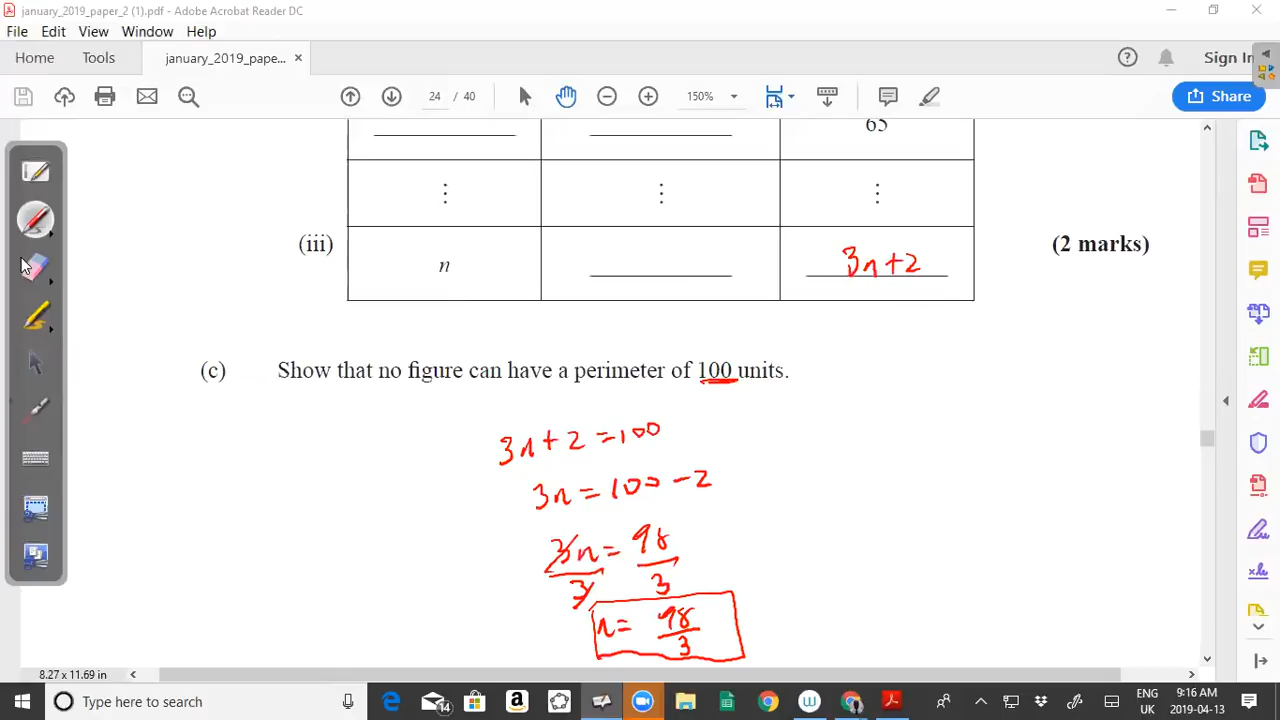 january_2019_paper_2 (1).pdf - Adobe Acrobat Reader DC
File Edit View Window Help
Home Tools january_2019_pape... × Sign In
24 / 40 150% Share
65
⋮ ⋮ ⋮
(iii) n 3n+2 (2 marks)
(c) Show that no figure can have a perimeter of 100 units.
3n+2=100
3n=100-2
3n/3=98/3
n=98/3
8.27 x 11.69 in
Type here to search 14 ENG 9:16 AM
UK 2019-04-13